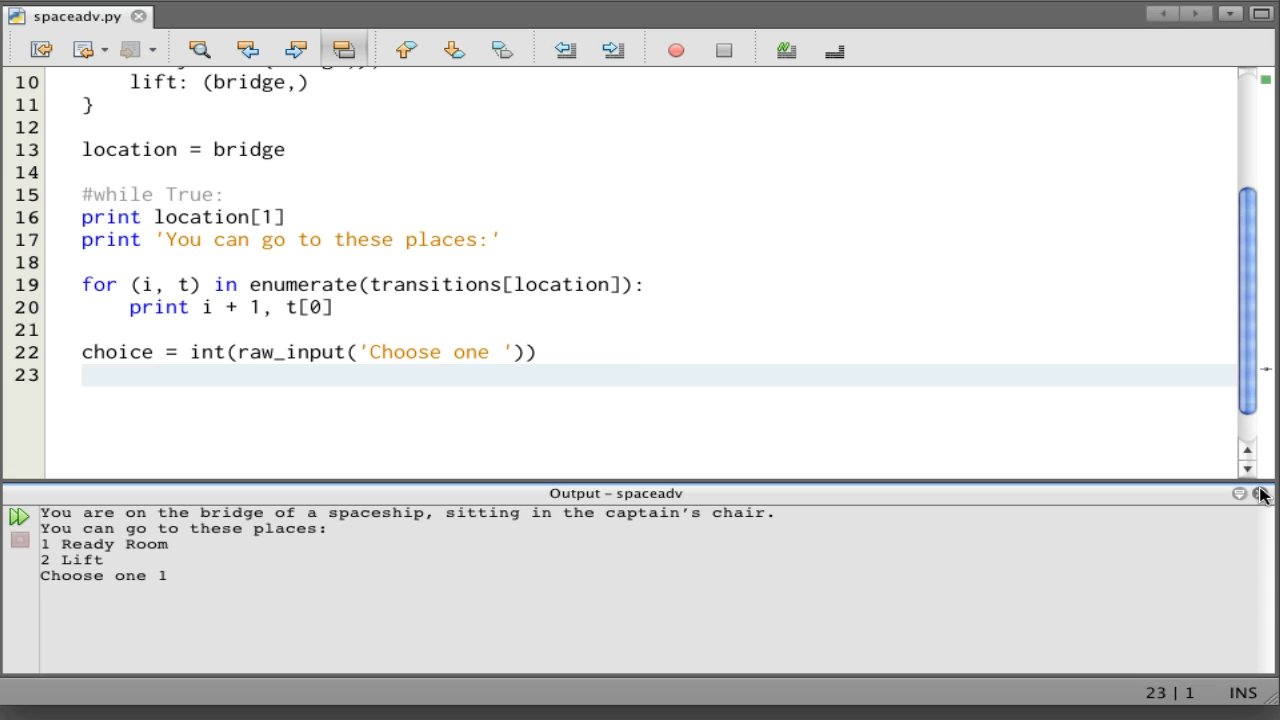 spaceadv.py
10 lift: (bridge,)
11 }
12
13 location = bridge
14
15 #while True:
16 print location[1]
17 print 'You can go to these places:'
18
19 for (i, t) in enumerate(transitions[location]):
20 print i + 1, t[0]
21
22 choice = int(raw_input('Choose one '))
23
Output - spaceadv
You are on the bridge of a spaceship, sitting in the captain's chair.
You can go to these places:
1 Ready Room
2 Lift
Choose one 1
23 | 1 INS